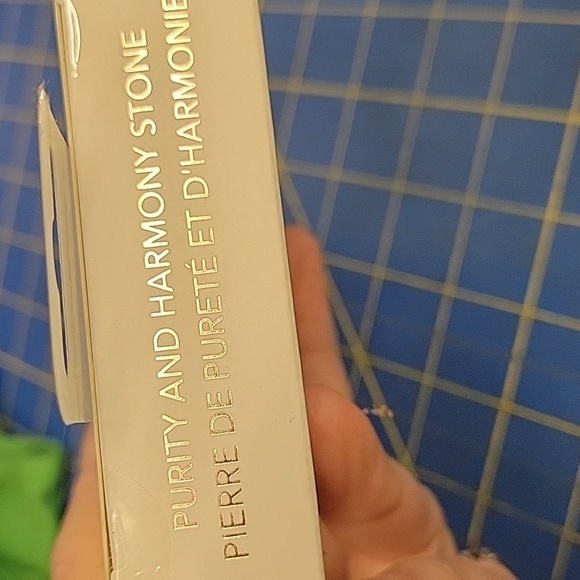 PURITY AND HARMONY STONE
PIERRE DE PURETÉ ET D'HARMONIE